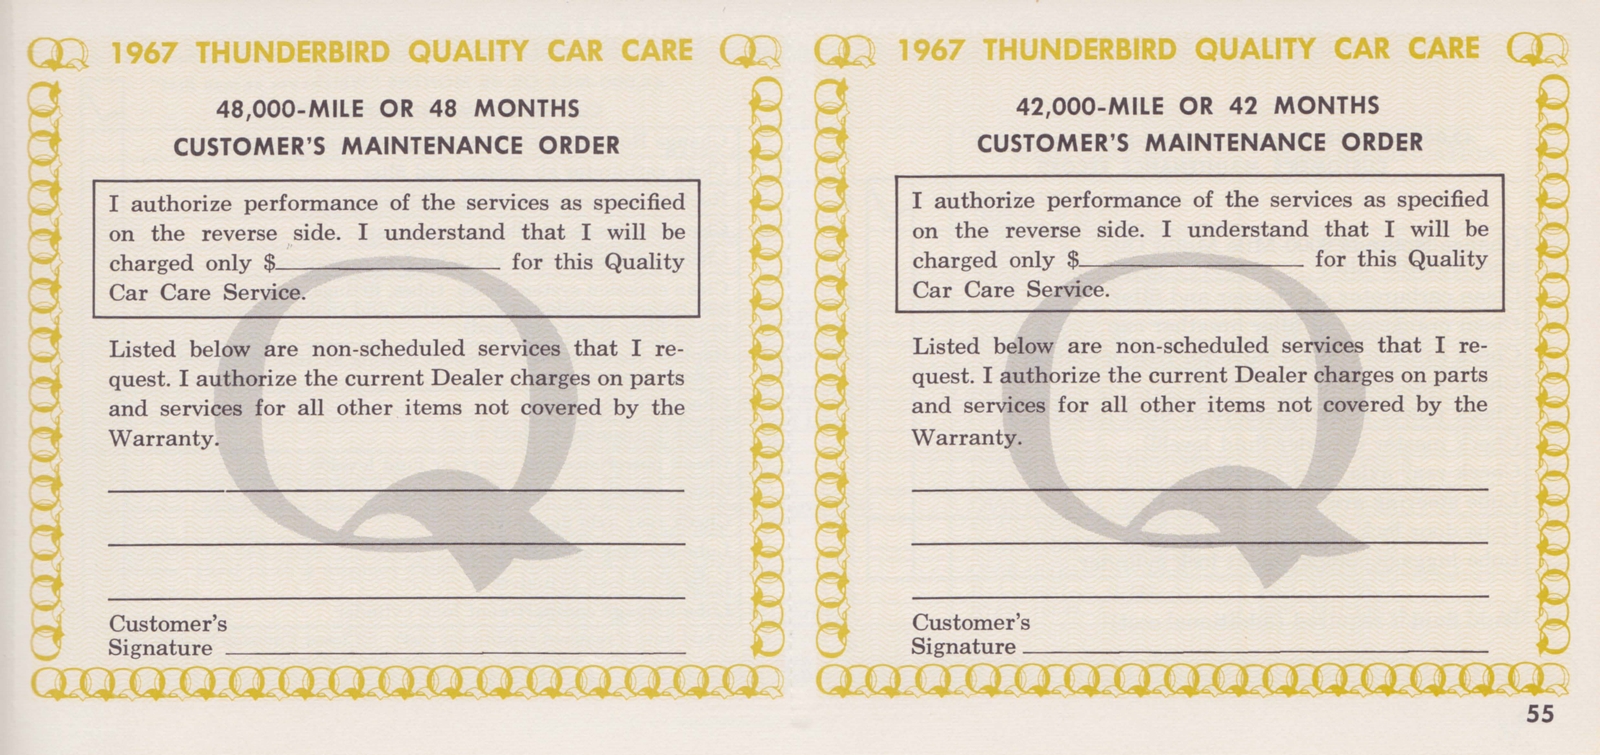 1967 THUNDERBIRD QUALITY CAR CARE
48,000-MILE OR 48 MONTHS
CUSTOMER'S MAINTENANCE ORDER
I authorize performance of the services as specified
on the reverse side. I understand that I will be
charged only $ for this Quality
Car Care Service.
Listed below are non-scheduled services that I re-
quest. I authorize the current Dealer charges on parts
and services for all other items not covered by the
Warranty.
Customer's
Signature
1967 THUNDERBIRD QUALITY CAR CARE
42,000-MILE OR 42 MONTHS
CUSTOMER'S MAINTENANCE ORDER
I authorize performance of the services as specified
on the reverse side. I understand that I will be
charged only $ for this Quality
Car Care Service.
Listed below are non-scheduled services that I re-
quest. I authorize the current Dealer charges on parts
and services for all other items not covered by the
Warranty.
Customer's
Signature
55